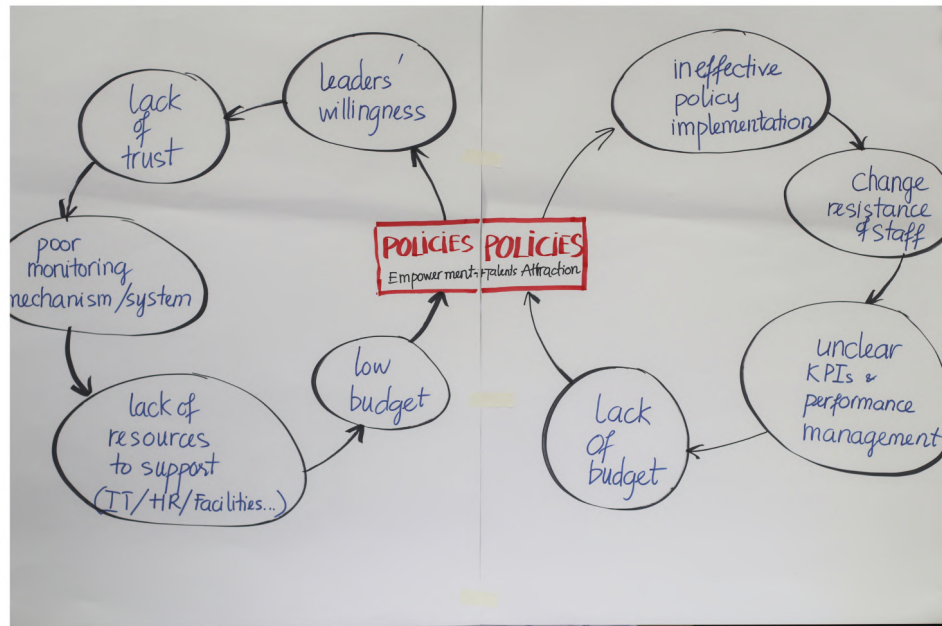 leaders'
willingness
lack
of
trust
poor
monitoring
mechanism/system
lack of
resources
to support
(IT/HR/Facilities...)
low
budget
POLICIES
Empowerment
POLICIES
+Talents Attraction
ineffective
policy
implementation
change
resistance
of staff
unclear
KPIs &
performance
management
lack
of
budget